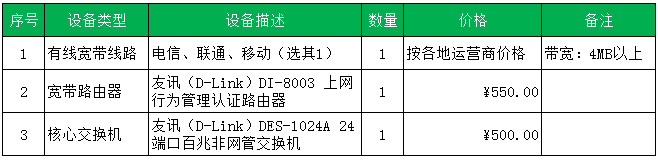 序号 设备类型 设备描述 数量 价格 备注
1 有线宽带线路 电信、联通、移动（选其1） 1 按各地运营商价格 带宽：4MB以上
2 宽带路由器 友讯（D-Link）DI-8003 上网
行为管理认证路由器 1 ¥550.00
3 核心交换机 友讯（D-Link）DES-1024A 24
端口百兆非网管交换机 1 ¥500.00